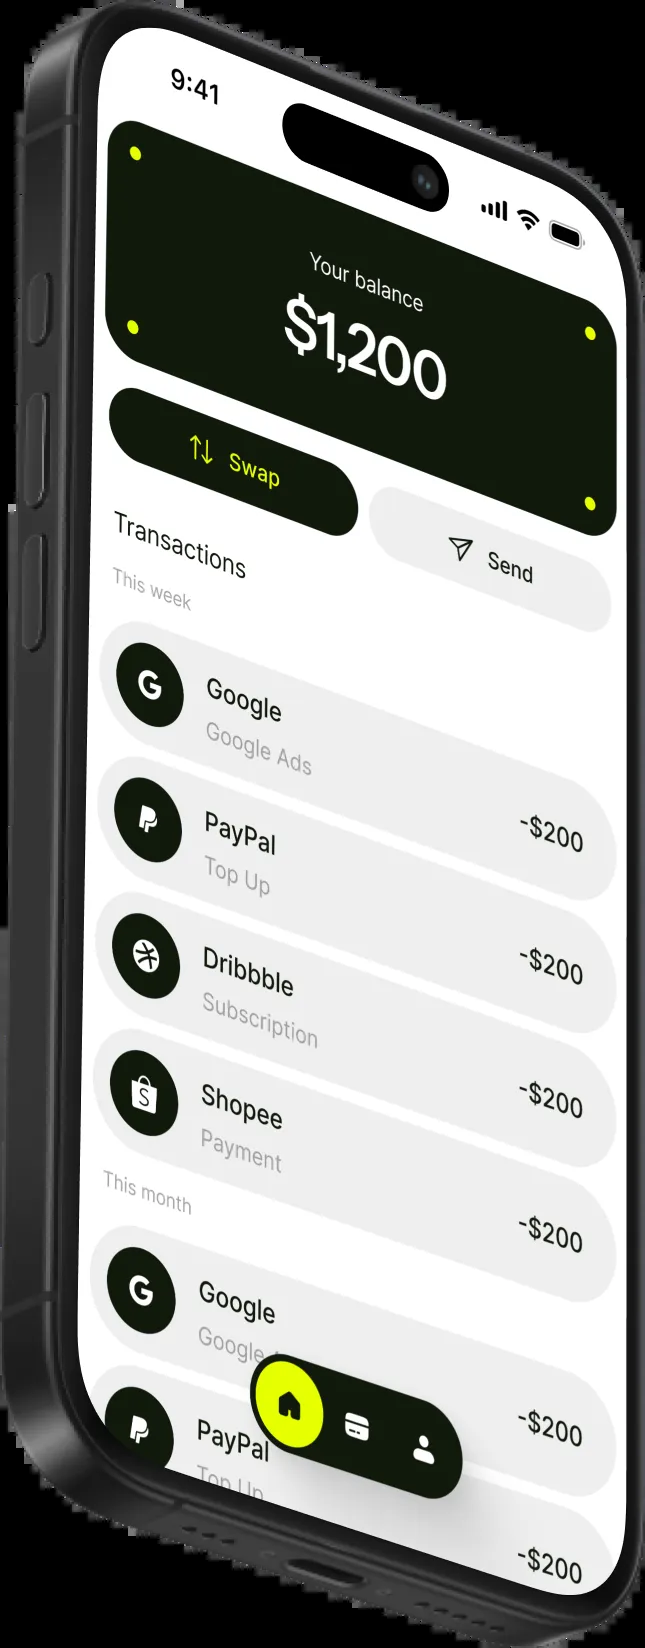 9:41
Your balance
$1,200
Swap
Send
Transactions
This week
Google
Google Ads
-$200
PayPal
Top Up
-$200
Dribbble
Subscription
-$200
Shopee
Payment
-$200
This month
Google
Google
-$200
PayPal
Top Up
-$200